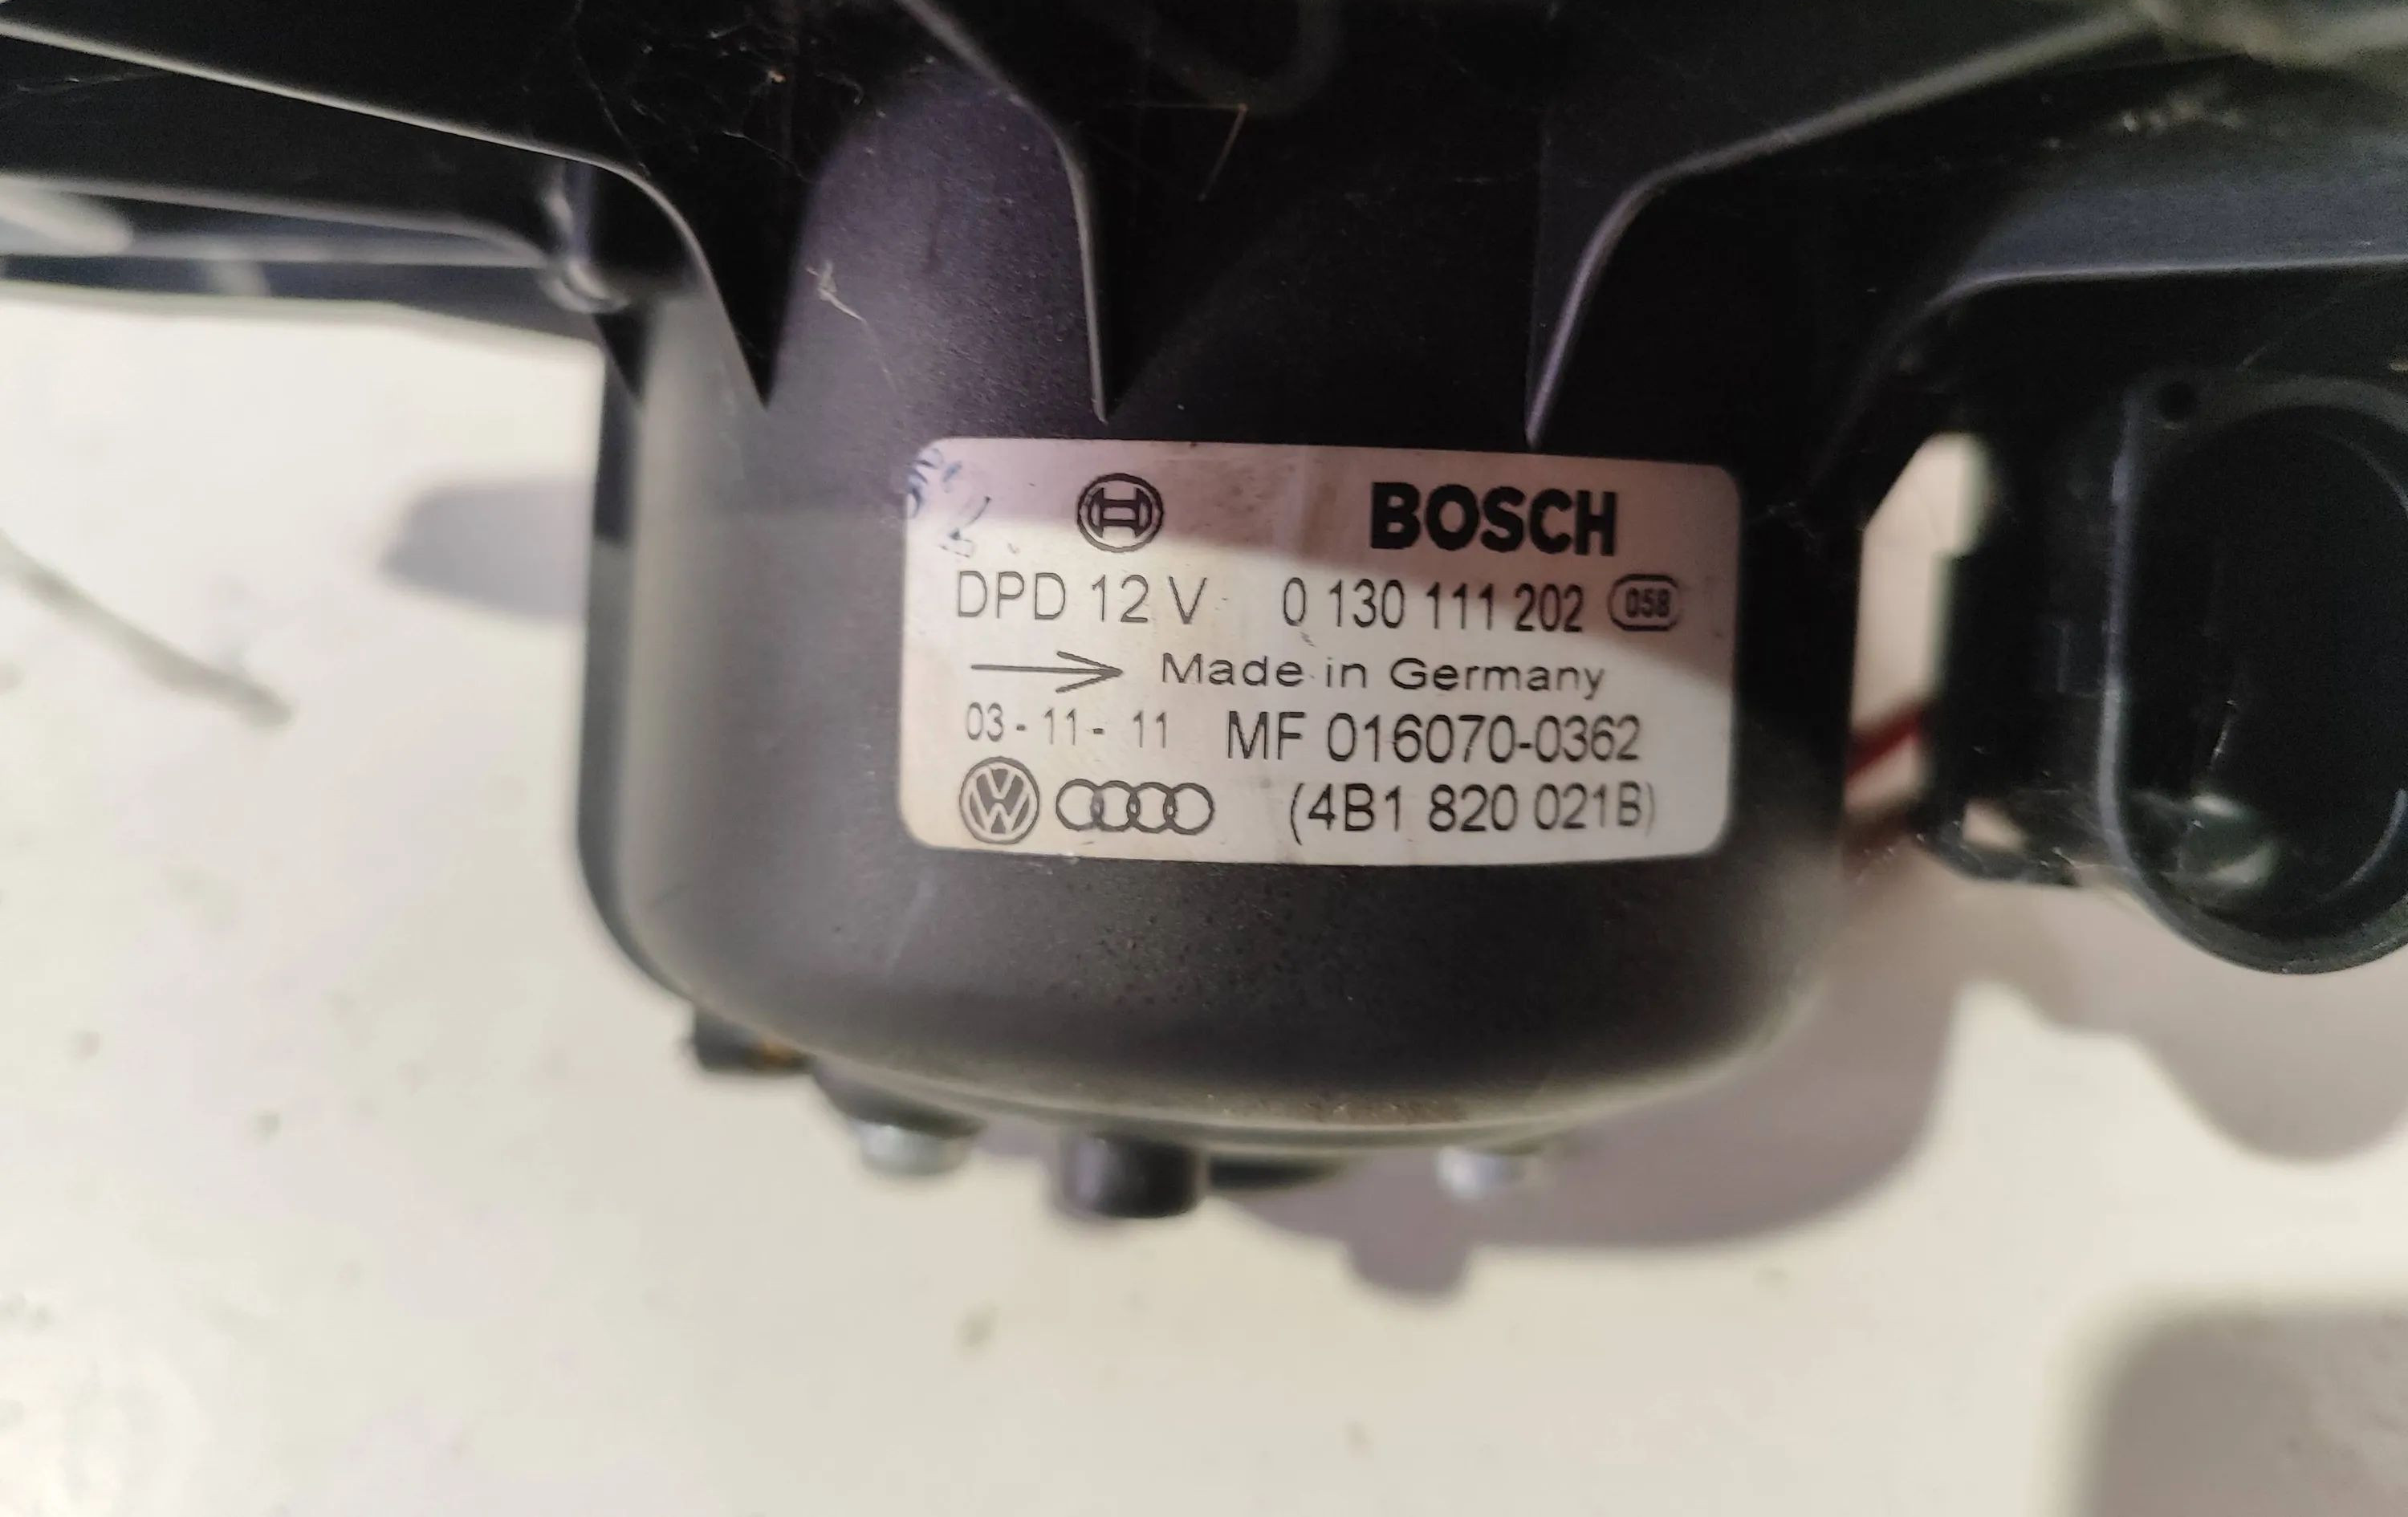 BOSCH
DPD 12 V 0 130 111 202 058
Made in Germany
03-11-11 MF 016070-0362
(4B1 820 021B)